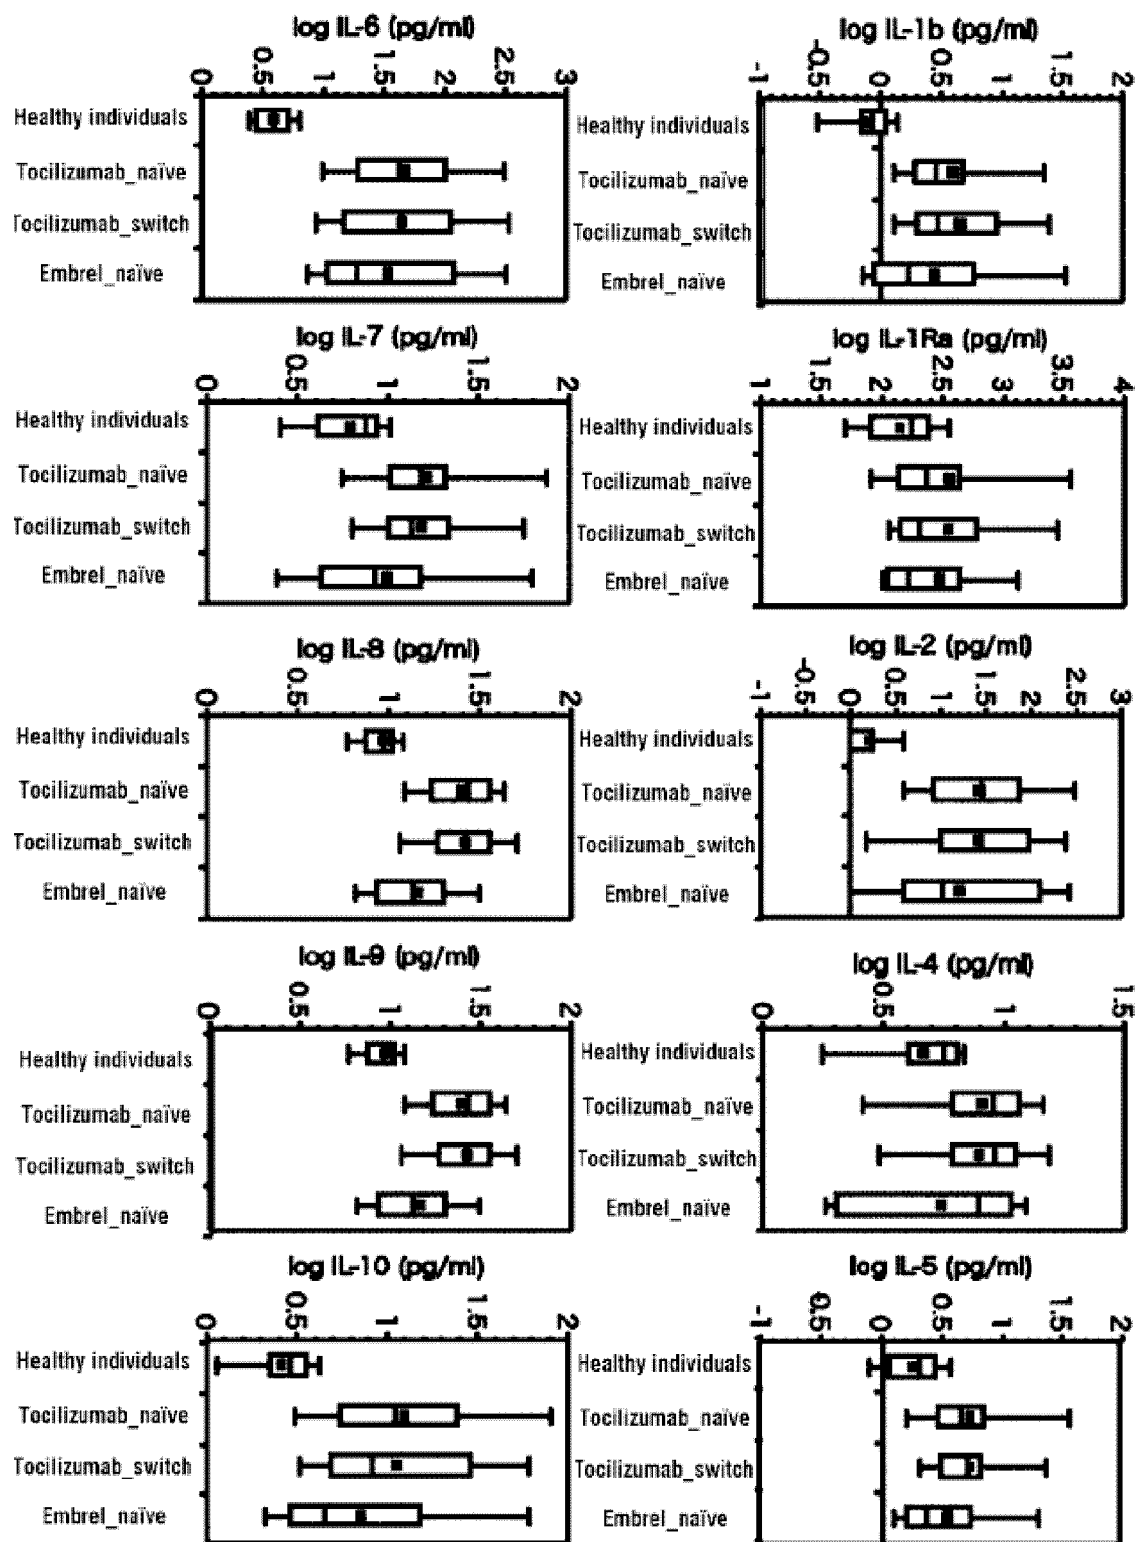 log IL-6 (pg/ml)
0 0.5 1 1.5 2 2.5 3
Healthy individuals
Tocilizumab_naïve
Tocilizumab_switch
Embrel_naïve
log IL-1b (pg/ml)
-1 -0.5 0 0.5 1 1.5 2
Healthy individuals
Tocilizumab_naïve
Tocilizumab_switch
Embrel_naïve
log IL-7 (pg/ml)
0 0.5 1 1.5 2
Healthy individuals
Tocilizumab_naïve
Tocilizumab_switch
Embrel_naïve
log IL-1Ra (pg/ml)
1 1.5 2 2.5 3 3.5 4
Healthy individuals
Tocilizumab_naïve
Tocilizumab_switch
Embrel_naïve
log IL-8 (pg/ml)
0 0.5 1 1.5 2
Healthy individuals
Tocilizumab_naïve
Tocilizumab_switch
Embrel_naïve
log IL-2 (pg/ml)
-1 -0.5 0 0.5 1 1.5 2 2.5 3
Healthy individuals
Tocilizumab_naïve
Tocilizumab_switch
Embrel_naïve
log IL-9 (pg/ml)
0 0.5 1 1.5 2
Healthy individuals
Tocilizumab_naïve
Tocilizumab_switch
Embrel_naïve
log IL-4 (pg/ml)
0 0.5 1 1.5
Healthy individuals
Tocilizumab_naïve
Tocilizumab_switch
Embrel_naïve
log IL-10 (pg/ml)
0 0.5 1 1.5 2
Healthy individuals
Tocilizumab_naïve
Tocilizumab_switch
Embrel_naïve
log IL-5 (pg/ml)
-1 -0.5 0 0.5 1 1.5 2
Healthy individuals
Tocilizumab_naïve
Tocilizumab_switch
Embrel_naïve